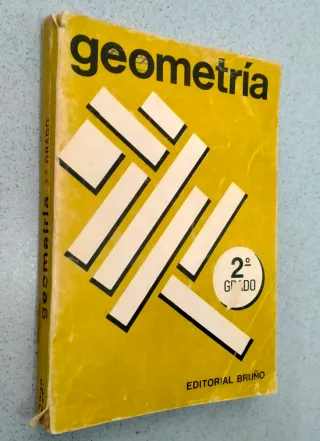 geometría
2º
GRADO
EDITORIAL BRUÑO
geometría 2º GRADO